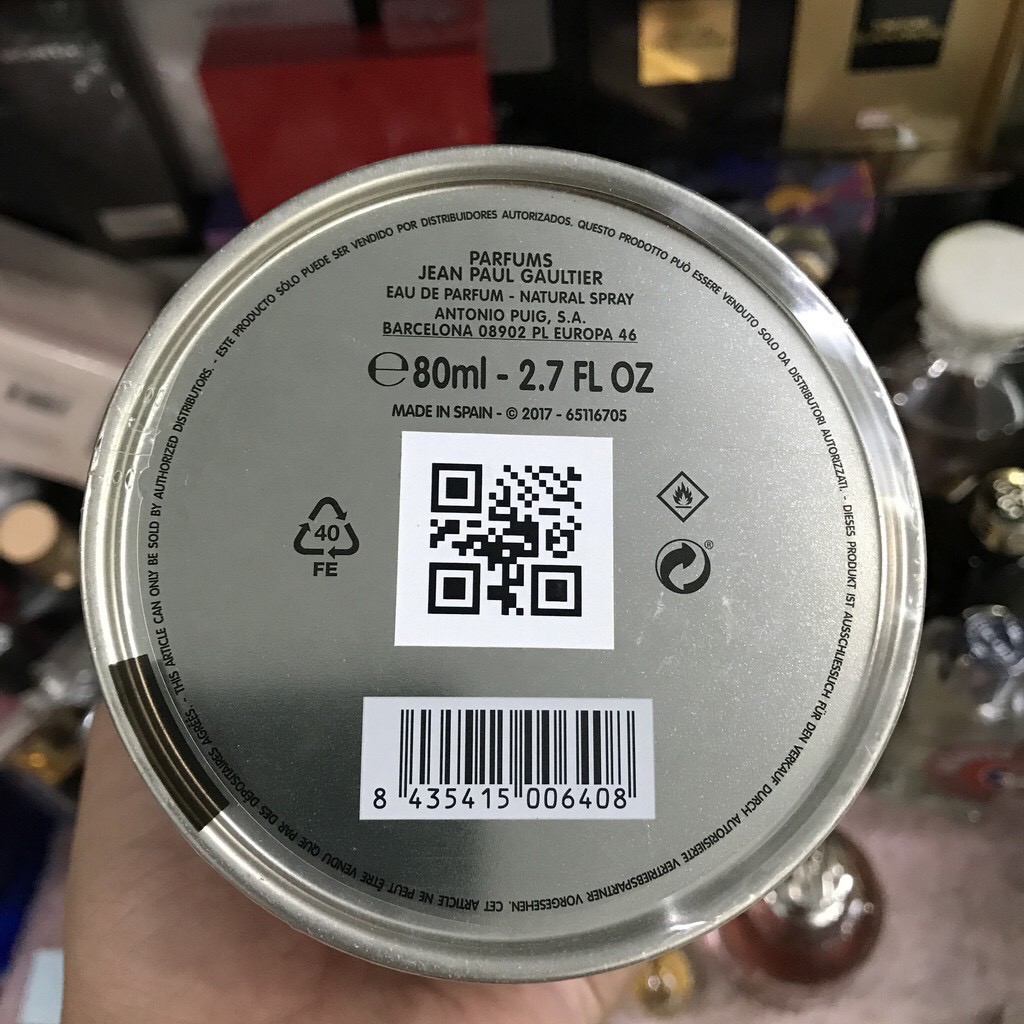 PARFUMS
JEAN PAUL GAULTIER
EAU DE PARFUM - NATURAL SPRAY
ANTONIO PUIG, S.A.
BARCELONA 08902 PL EUROPA 46
℮ 80ml - 2.7 FL OZ
MADE IN SPAIN - © 2017 - 65116705
40
FE
®
8 435415 006408
- THIS ARTICLE CAN ONLY BE SOLD BY AUTHORIZED DISTRIBUTORS. - ESTE PRODUCTO SÒLO PUEDE SER VENDIDO POR DISTRIBUIDORES AUTORIZADOS. QUESTO PRODOTTO PUÒ ESSERE VENDUTO SOLO DA DISTRIBUTORI AUTORIZZATI. - DIESES PRODUKT IST AUSSCHLIESSLICH FÜR DEN VERKAUF DURCH AUTORISIERTE VERTRIEBSPARTNER VORGESEHEN. CET ARTICLE NE PEUT ÊTRE VENDU QUE PAR DES DÉPOSITAIRES AGRÉÉS.